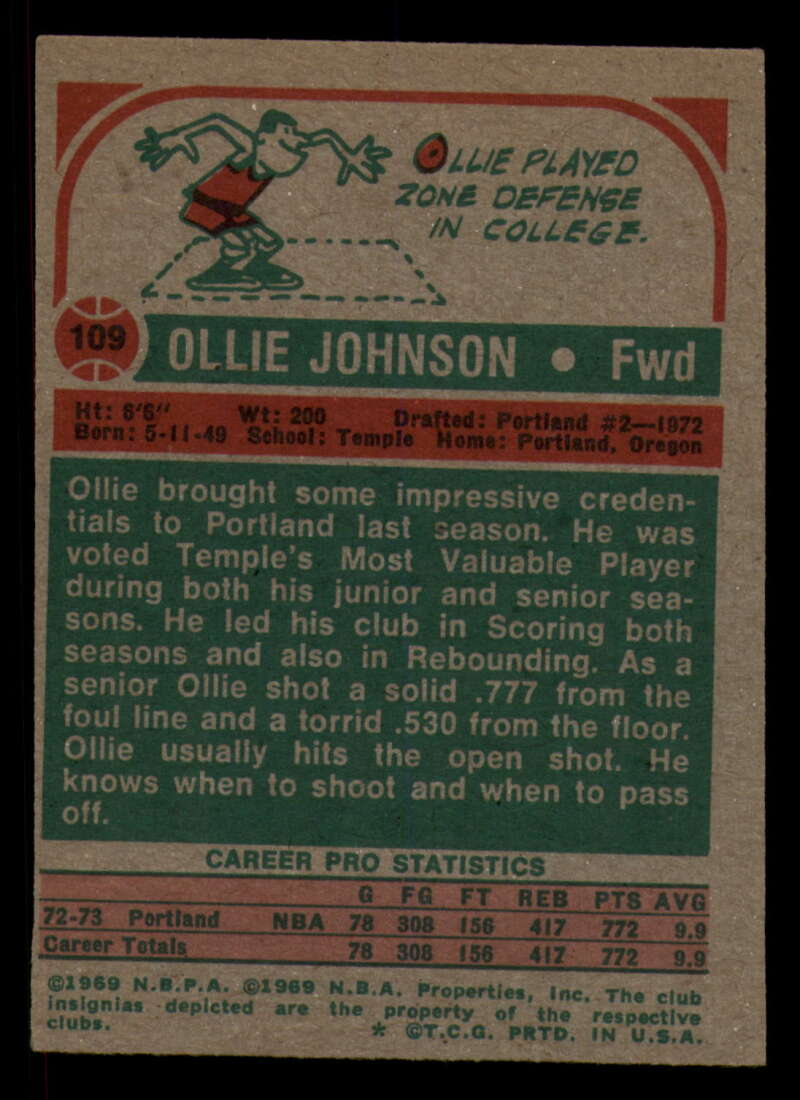 OLLIE PLAYED
ZONE DEFENSE
IN COLLEGE.
109 OLLIE JOHNSON • Fwd
Ht: 6'6" Wt: 200 Drafted: Portland #2—1972
Born: 5-11-49 School: Temple Home: Portland, Oregon
Ollie brought some impressive creden-
tials to Portland last season. He was
voted Temple's Most Valuable Player
during both his junior and senior sea-
sons. He led his club in Scoring both
seasons and also in Rebounding. As a
senior Ollie shot a solid .777 from the
foul line and a torrid .530 from the floor.
Ollie usually hits the open shot. He
knows when to shoot and when to pass
off.
CAREER PRO STATISTICS
G FG FT REB PTS AVG
72-73 Portland NBA 78 308 156 417 772 9.9
Career Totals 78 308 156 417 772 9.9
©1969 N.B.P.A. ©1969 N.B.A. Properties, Inc. The club
insignias depicted are the property of the respective
clubs. * ©T.C.G. PRTD. IN U.S.A.